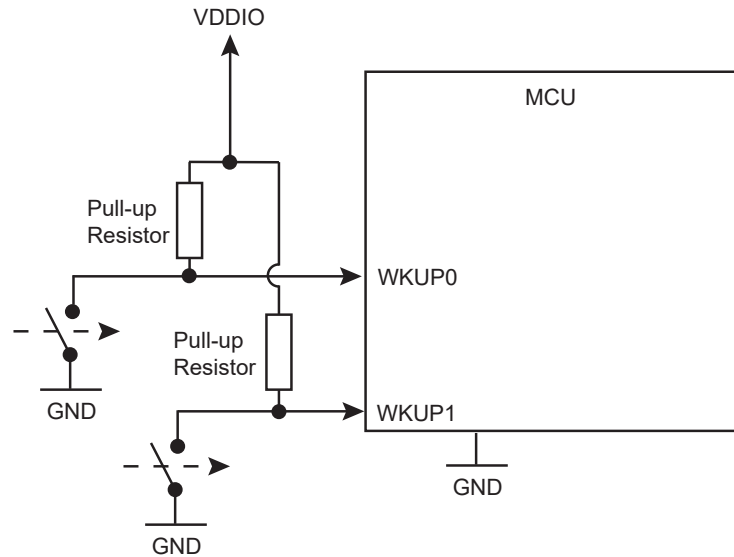 VDDIO
MCU
Pull-up
Resistor
WKUP0
Pull-up
Resistor
GND
WKUP1
GND
GND